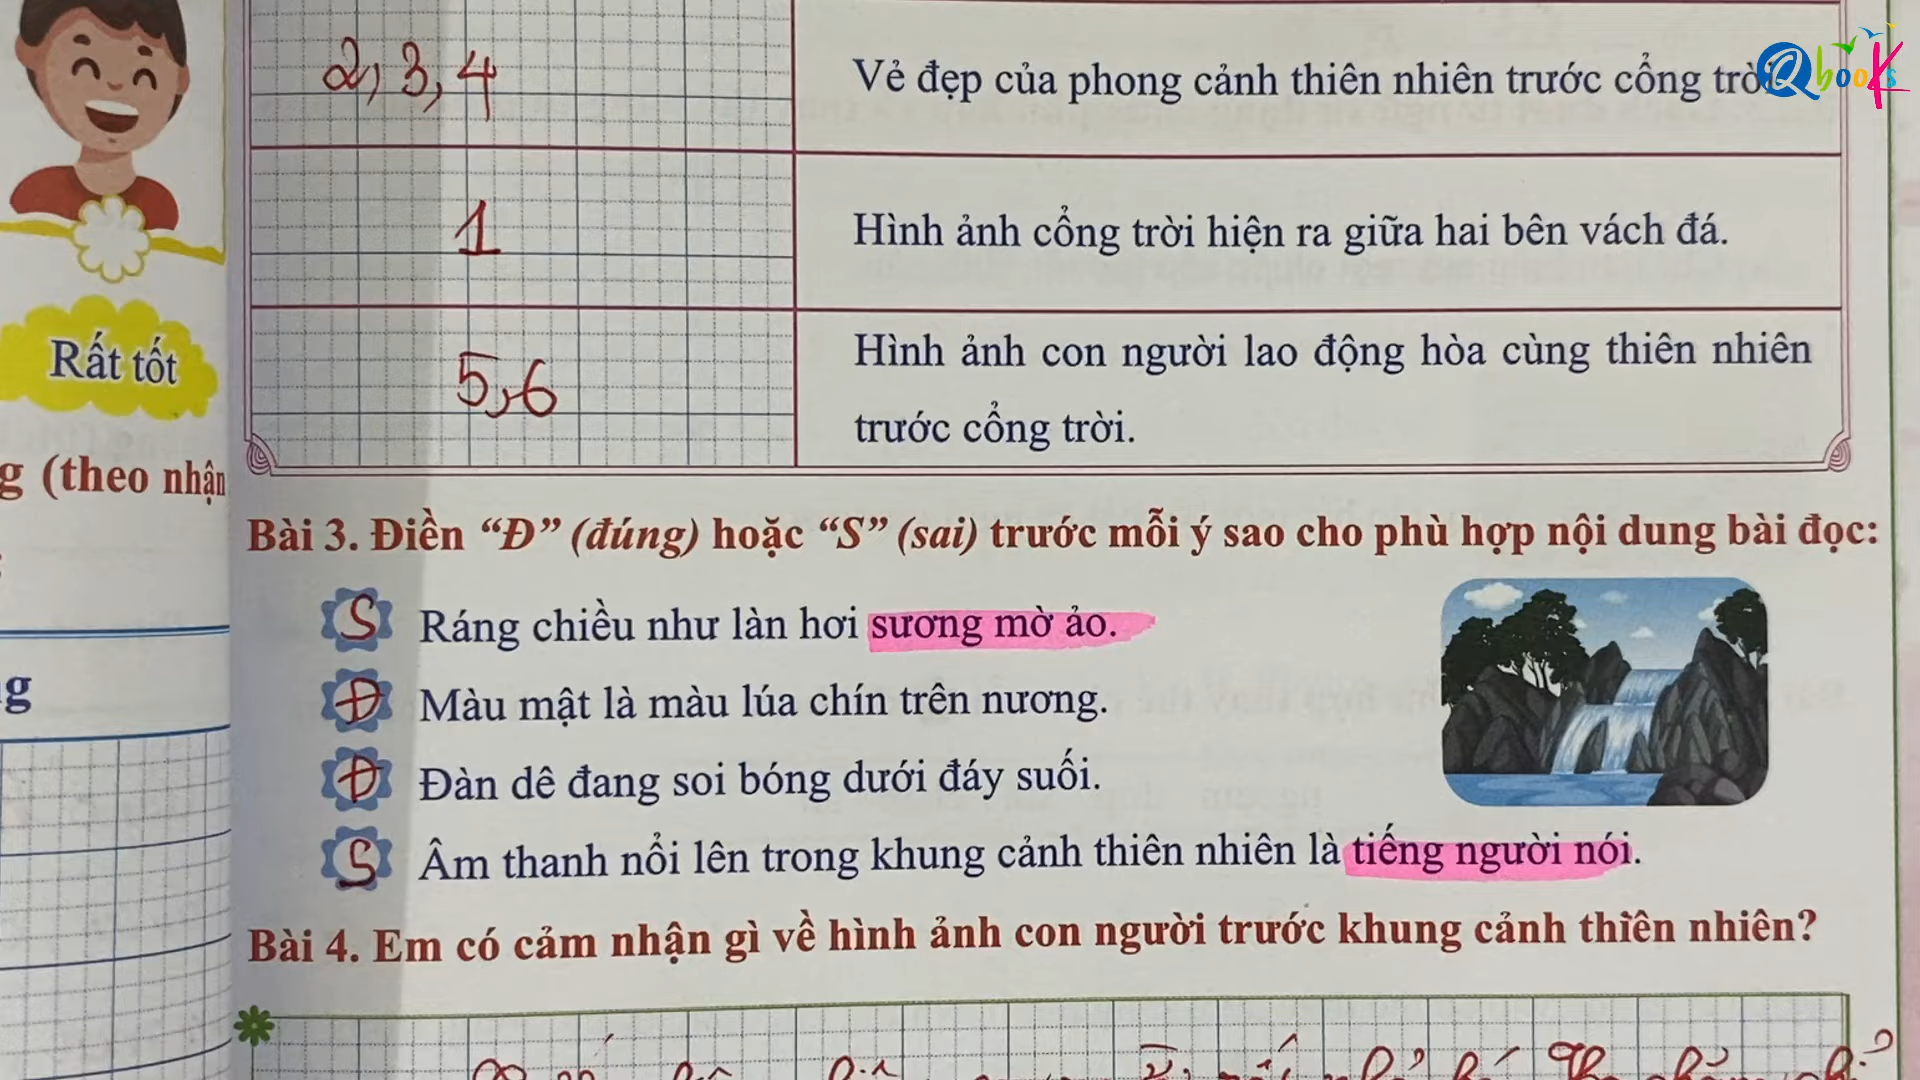 Qbooks
2, 3, 4
Vẻ đẹp của phong cảnh thiên nhiên trước cổng trời
1
Hình ảnh cổng trời hiện ra giữa hai bên vách đá.
5, 6
Hình ảnh con người lao động hòa cùng thiên nhiên
trước cổng trời.
Rất tốt
g (theo nhận
g
Bài 3. Điền “Đ” (đúng) hoặc “S” (sai) trước mỗi ý sao cho phù hợp nội dung bài đọc:
S Ráng chiều như làn hơi sương mờ ảo.
Đ Màu mật là màu lúa chín trên nương.
Đ Đàn dê đang soi bóng dưới đáy suối.
S Âm thanh nổi lên trong khung cảnh thiên nhiên là tiếng người nói.
Bài 4. Em có cảm nhận gì về hình ảnh con người trước khung cảnh thiên nhiên?